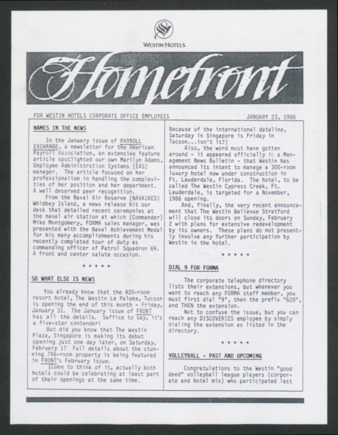 WESTIN HOTELS
Homefront
FOR WESTIN HOTELS CORPORATE OFFICE EMPLOYEES JANUARY 23, 1986
NAMES IN THE NEWS
In the January issue of PAYROLL
EXCHANGE, a newsletter for the American
Payroll Association, an extensive feature
article spotlighted our own Marilyn Adams,
Employee Administration Systems (EAS)
manager. The article focused on her
professionalism in handling the complexi-
ties of her position and her department.
A well deserved peer recognition.
From the Naval Air Reserve (NAVAIRES)
Whidbey Island, a news release hit our
desk that detailed recent ceremonies at
the naval air station at which (Commander)
Mike Montgomery, FORMA sales manager, was
presented with the Naval Achievement Medal
for his many accomplishments during his
recently completed tour of duty as
commanding officer of Patrol Squadron 69.
A front and center salute occasion.
* * * * *
SO WHAT ELSE IS NEWS
You already know that the 420-room
resort hotel, The Westin La Paloma, Tucson
is opening the end of this month - Friday,
January 31. The January issue of FRONT
has all the details. Suffice to say, it's
a five-star contender!
But did you know that The Westin
Plaza, Singapore is making its debut
opening just one day later, on Saturday,
February 1? Full details about the stun-
ning 796-room property is being featured
in FRONT's February issue.
(Come to think of it, actually both
hotels could be celebrating at least part
of their openings at the same time.
Because of the international dateline,
Saturday in Singapore is Friday in
Tucson...isn't it?)
Also, the word must have gotten
around - it appeared officially in a Man-
agement News Bulletin - that Westin has
announced its intent to manage a 300-room
luxury hotel now under construction in
Ft. Lauderdale, Florida. The hotel, to be
called The Westin Cypress Creek, Ft.
Lauderdale, is targeted for a November,
1986 opening.
And, finally, the very recent announce-
ment that The Westin Bellevue Stratford
will close its doors on Sunday, February
2 with plans for extensive redevelopment
by its owners. These plans do not present-
ly involve any further participation by
Westin in the hotel.
* * * * *
DIAL 9 FOR FORMA
The corporate telephone directory
lists their extensions, but whenever you
want to reach any FORMA staff member, you
must first dial "9", then the prefix "628",
and THEN the extension.
Not to confuse the issue, but you can
reach any DISCOVERIES employee by simply
dialing the extension as listed in the
directory.
* * * * *
VOLLEYBALL - PAST AND UPCOMING
Congratulations to the Westin "good
deed" volleyball league players (corpor-
ate and hotel mix) who participated last